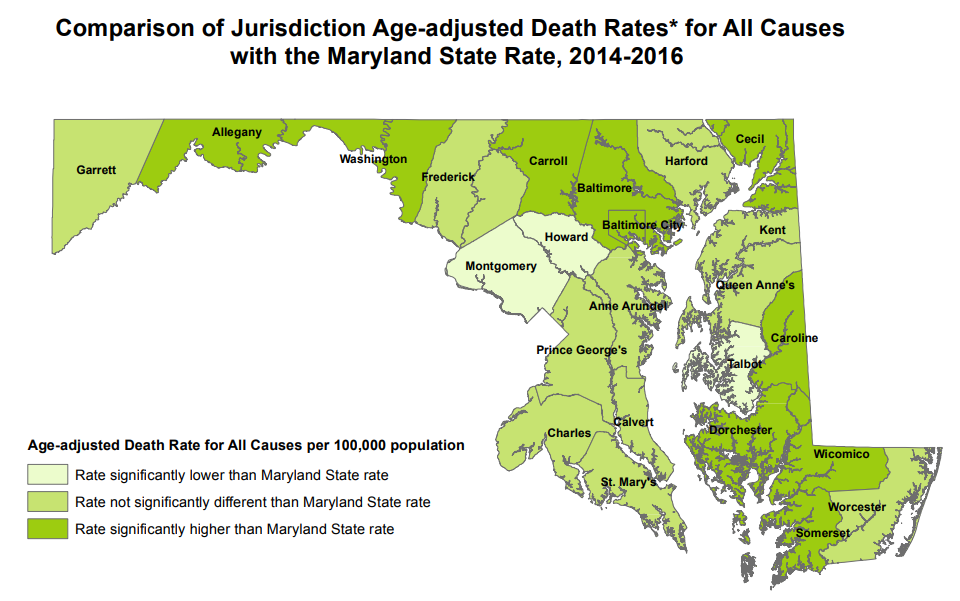 Comparison of Jurisdiction Age-adjusted Death Rates* for All Causes
with the Maryland State Rate, 2014-2016
Allegany
Cecil
Garrett
Washington
Carroll
Harford
Frederick
Baltimore
Baltimore City
Kent
Howard
Montgomery
Queen Anne's
Anne Arundel
Caroline
Prince George's
Talbot
Calvert
Dorchester
Charles
Wicomico
St. Mary's
Worcester
Somerset
Age-adjusted Death Rate for All Causes per 100,000 population
Rate significantly lower than Maryland State rate
Rate not significantly different than Maryland State rate
Rate significantly higher than Maryland State rate